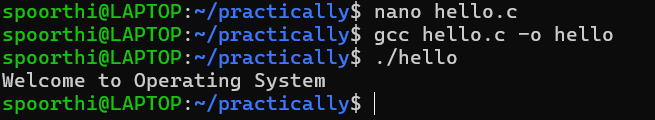 spoorthi@LAPTOP:~/practically$ nano hello.c
spoorthi@LAPTOP:~/practically$ gcc hello.c -o hello
spoorthi@LAPTOP:~/practically$ ./hello
Welcome to Operating System
spoorthi@LAPTOP:~/practically$